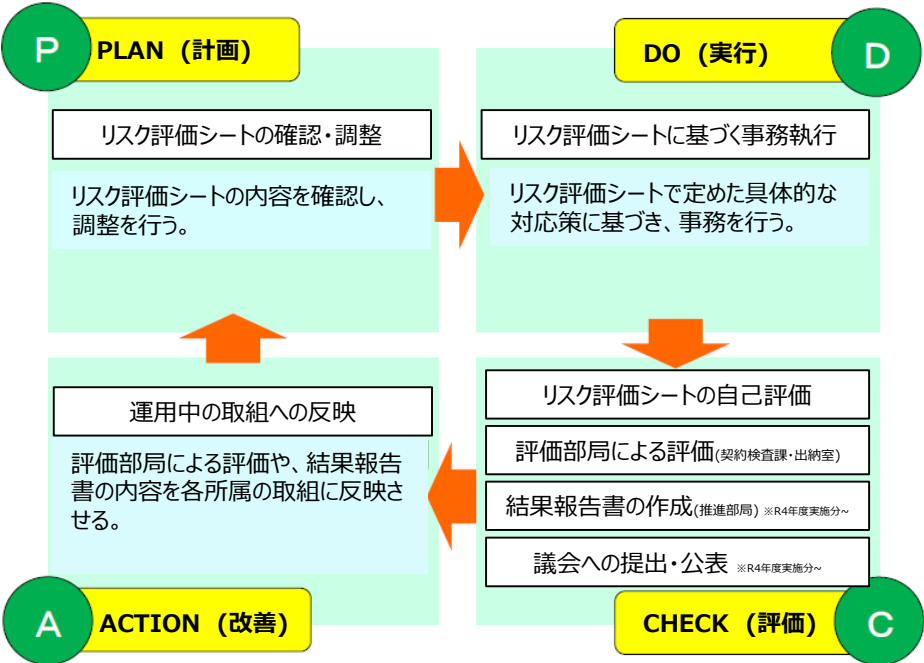 P
PLAN (計画)
リスク評価シートの確認・調整
リスク評価シートの内容を確認し、
調整を行う。
DO (実行)
D
リスク評価シートに基づく事務執行
リスク評価シートで定めた具体的な
対応策に基づき、事務を行う。
リスク評価シートの自己評価
評価部局による評価(契約検査課・出納室)
結果報告書の作成(推進部局) ※R4年度実施分~
議会への提出・公表 ※R4年度実施分~
CHECK (評価)
C
運用中の取組への反映
評価部局による評価や、結果報告
書の内容を各所属の取組に反映さ
せる。
A
ACTION (改善)